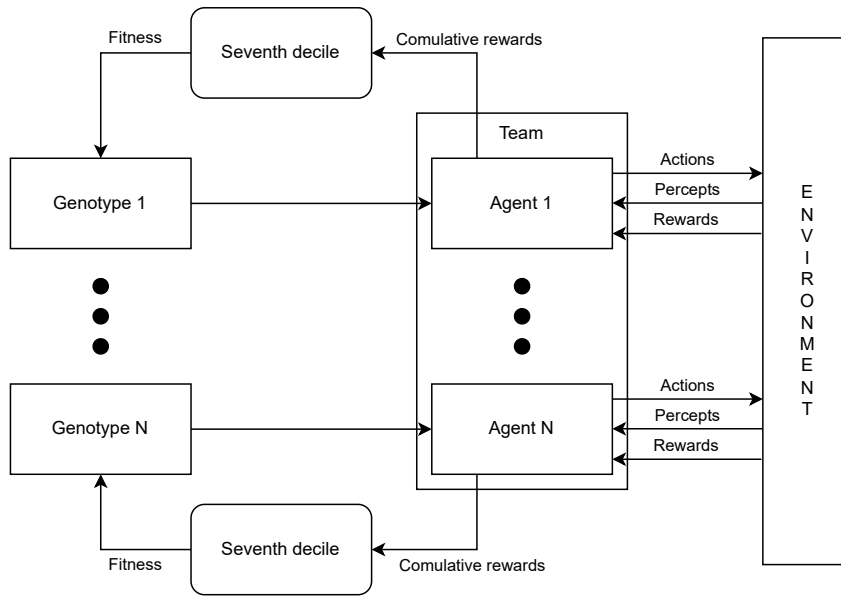 Fitness
Seventh decile
Comulative rewards
Team
Genotype 1
Agent 1
Actions
Percepts
Rewards
ENVIRONMENT
Genotype N
Agent N
Actions
Percepts
Rewards
Fitness
Seventh decile
Comulative rewards